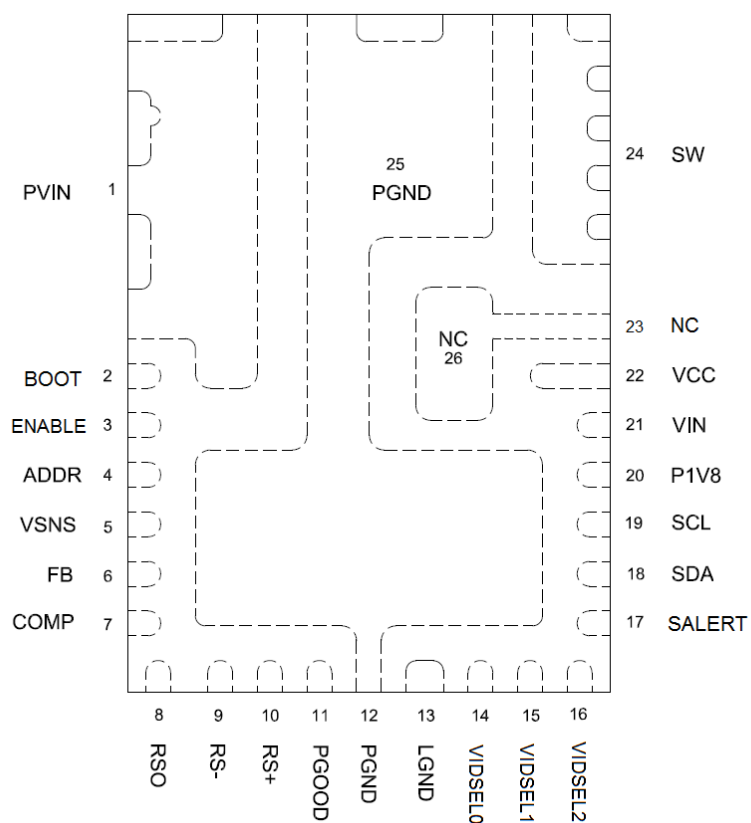 PVIN 1
25
PGND
24 SW
NC
26
23 NC
BOOT 2
22 VCC
ENABLE 3
21 VIN
ADDR 4
20 P1V8
VSNS 5
19 SCL
FB 6
18 SDA
COMP 7
17 SALERT
8 9 10 11 12 13 14 15 16
RSO
RS-
RS+
PGOOD
PGND
LGND
VIDSEL0
VIDSEL1
VIDSEL2